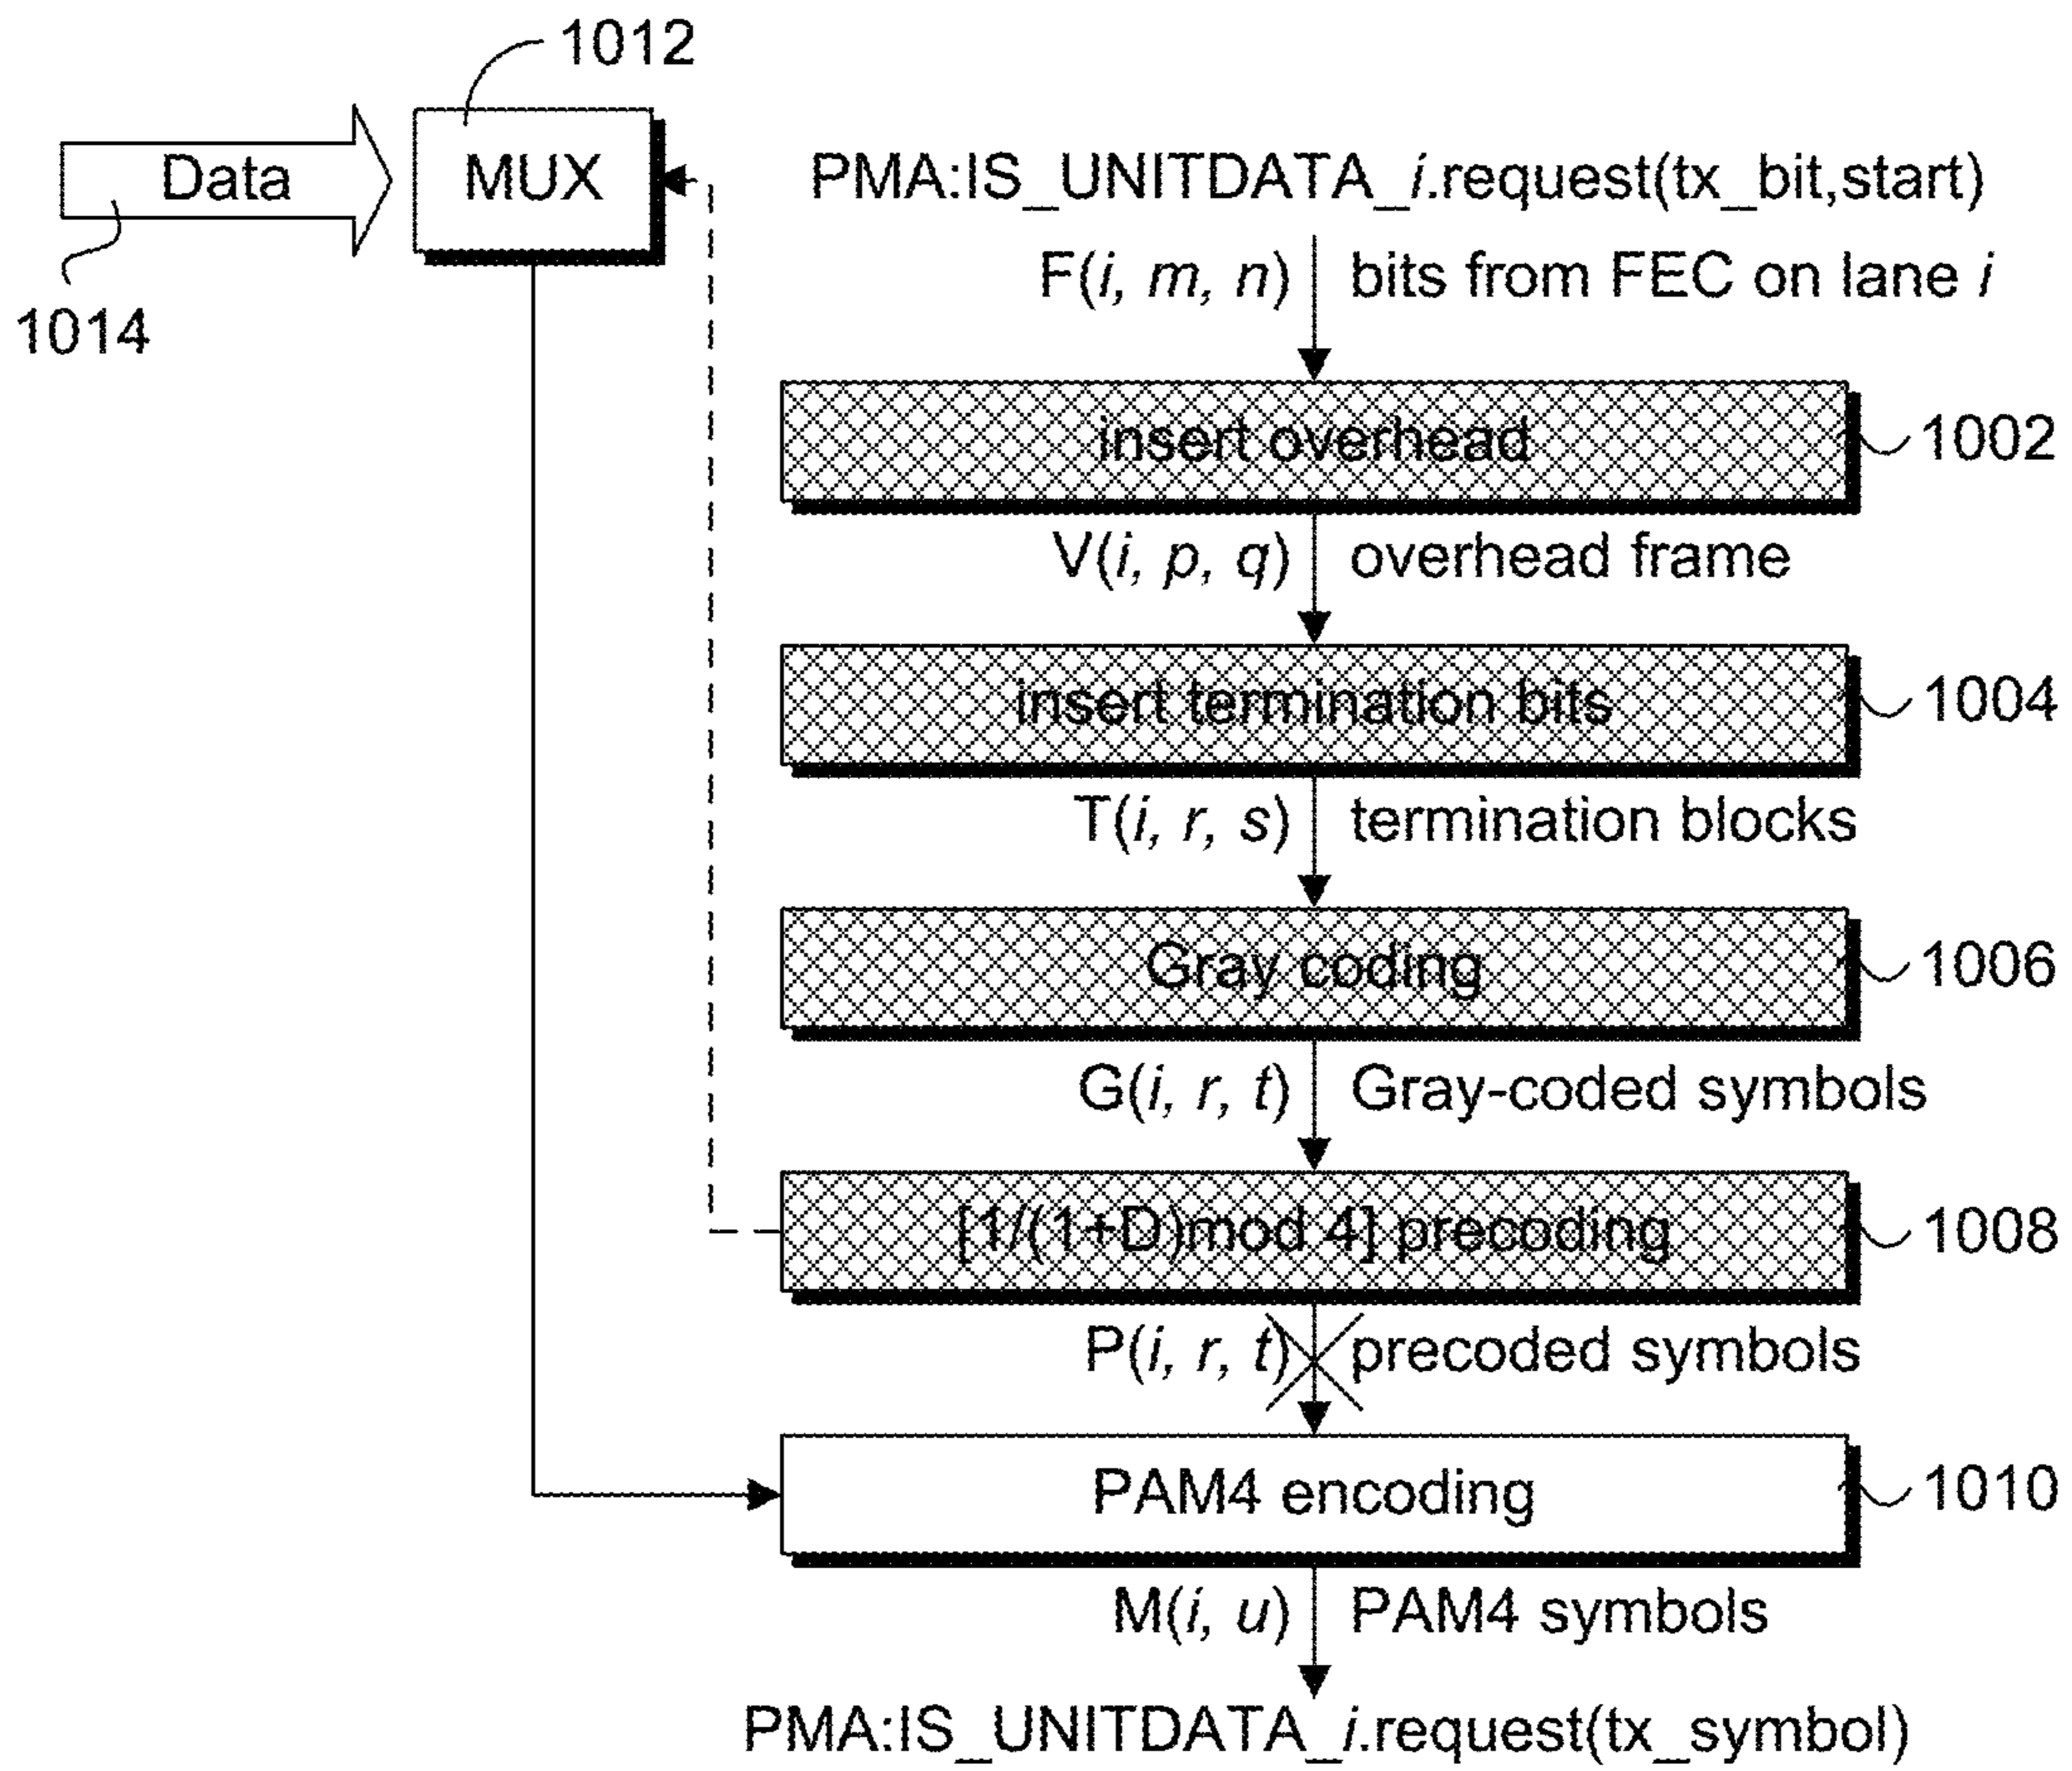 1012
Data
MUX
1014
PMA:IS_UNITDATA_i.request(tx_bit,start)
F(i, m, n) bits from FEC on lane i
insert overhead
1002
V(i, p, q) overhead frame
insert termination bits
1004
T(i, r, s) termination blocks
Gray coding
1006
G(i, r, t) Gray-coded symbols
[1/(1+D)mod 4] precoding
1008
P(i, r, t) precoded symbols
PAM4 encoding
1010
M(i, u) PAM4 symbols
PMA:IS_UNITDATA_i.request(tx_symbol)